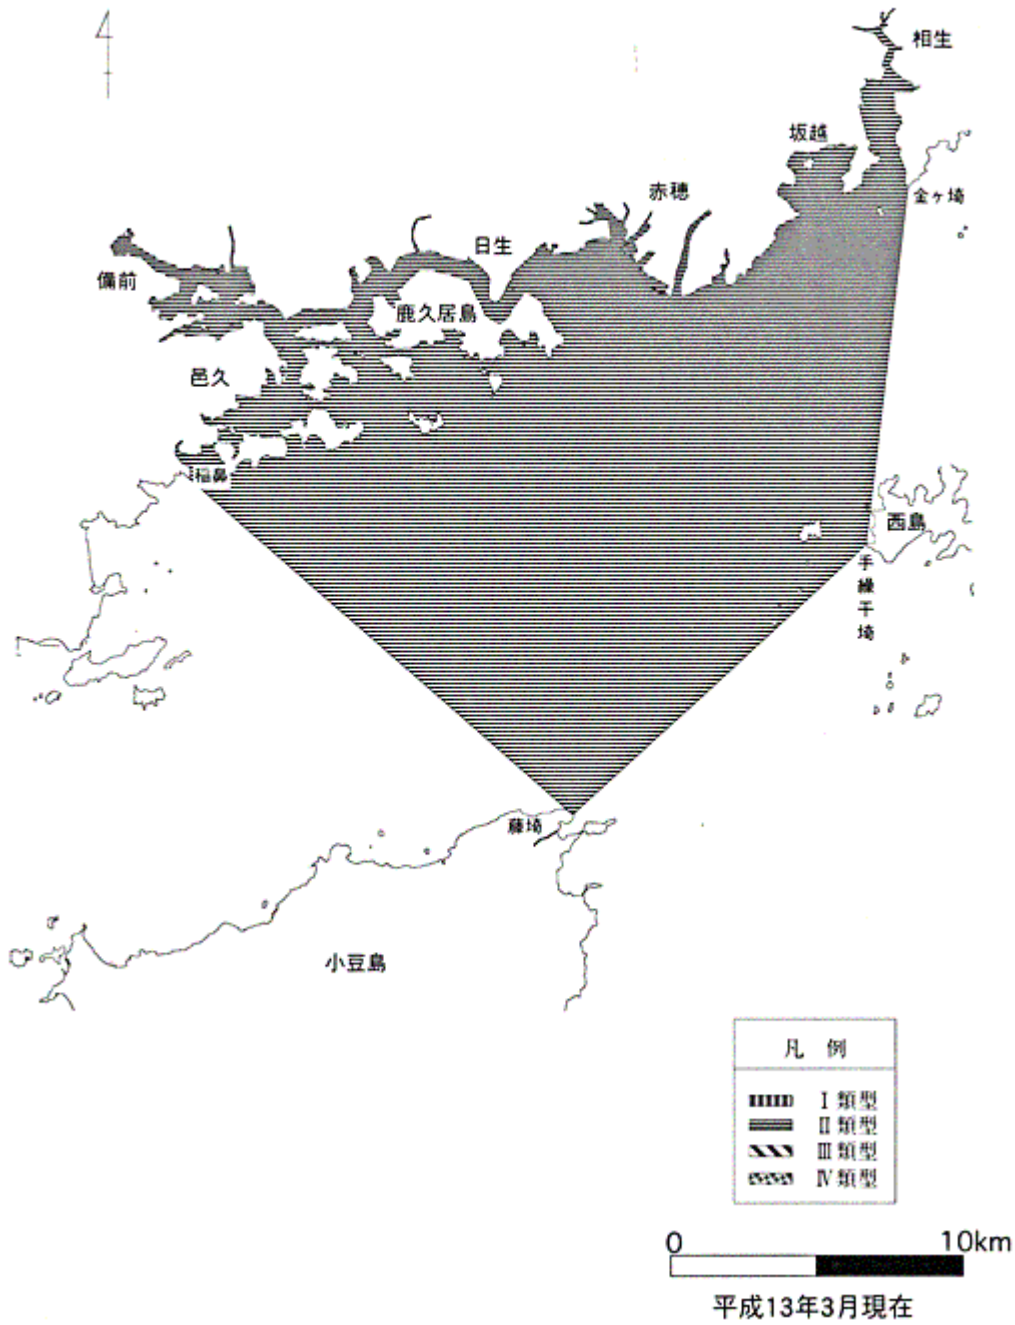 相生
坂越
赤穂
金ヶ埼
日生
備前
鹿久居島
邑久
稲鼻
西島
手繰干埼
藤埼
小豆島
凡 例
Ⅰ 類型
Ⅱ 類型
Ⅲ 類型
Ⅳ 類型
0 10km
平成13年3月現在